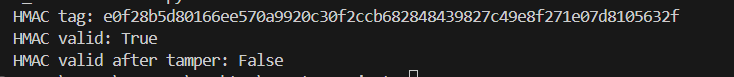 HMAC tag: e0f28b5d80166ee570a9920c30f2ccb682848439827c49e8f271e07d8105632f
HMAC valid: True
HMAC valid after tamper: False